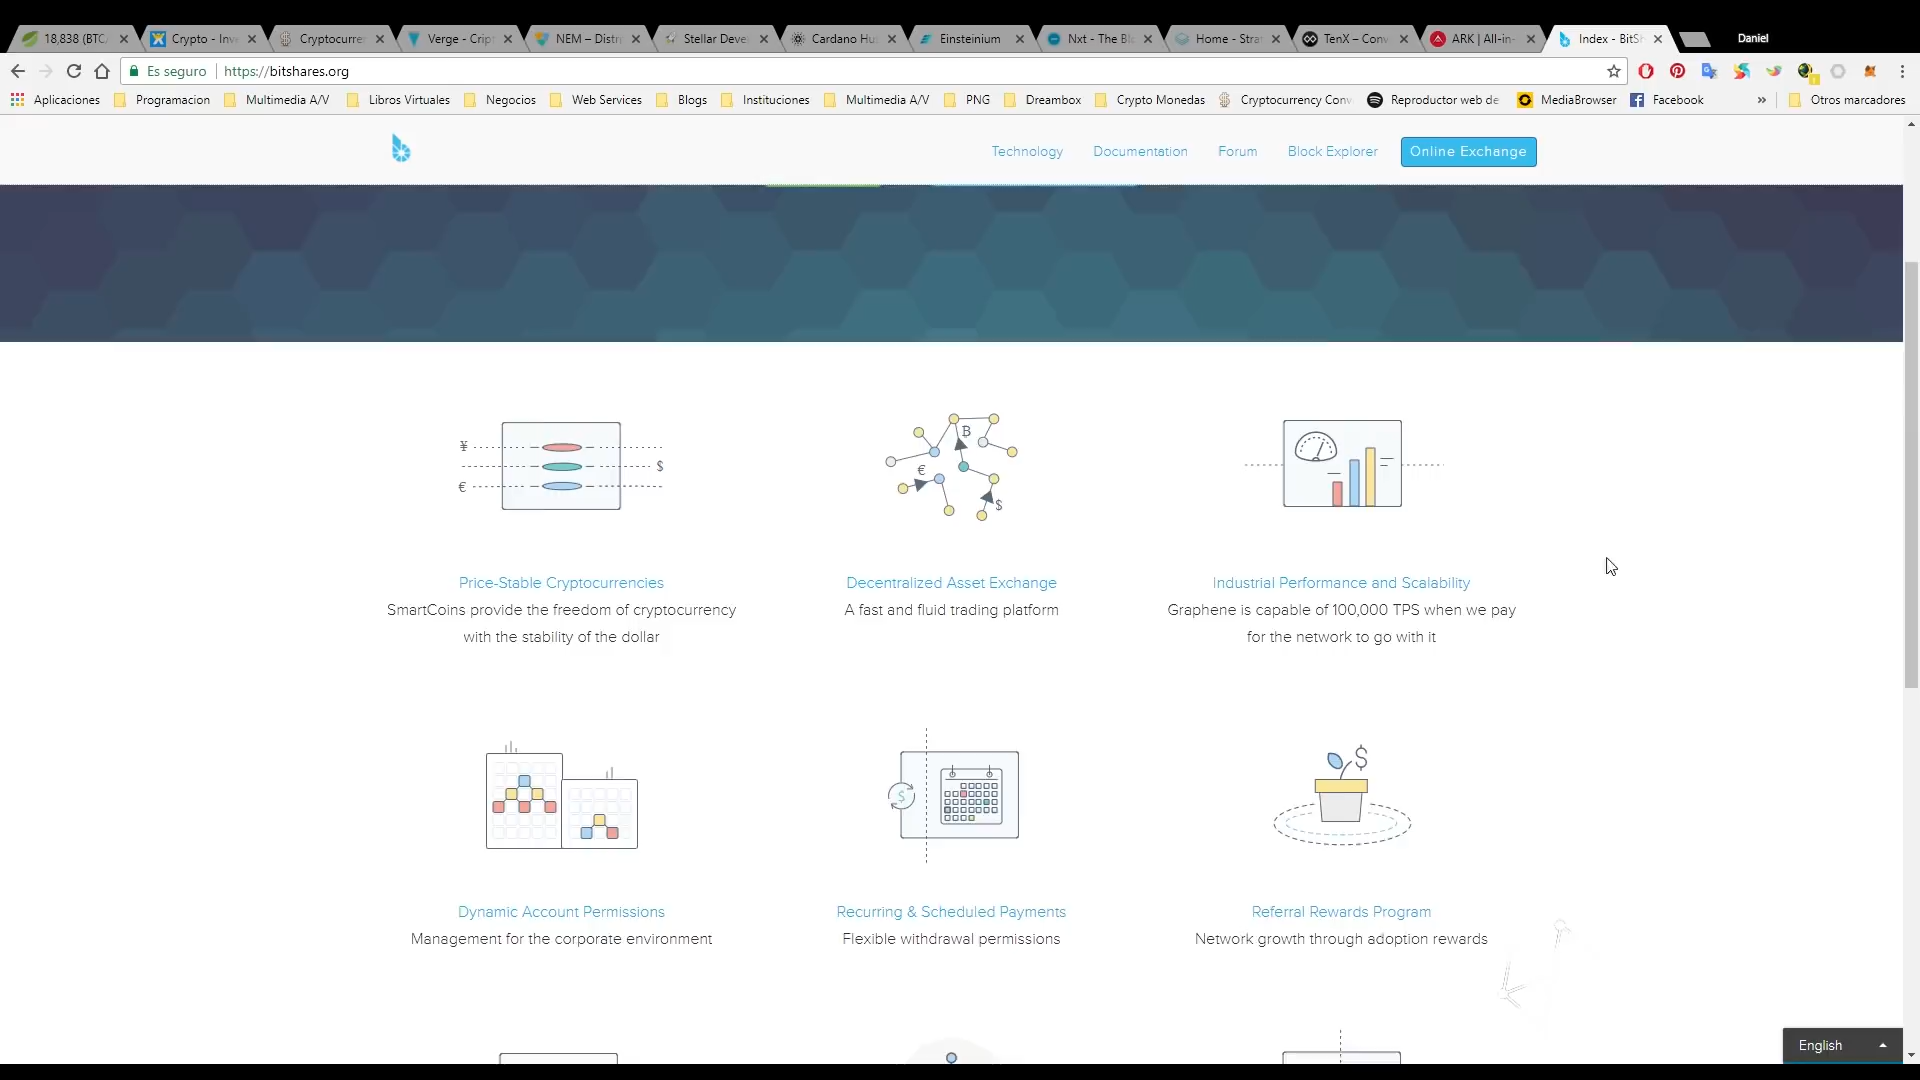 18,838 (BTC
Crypto - Inv
Cryptocurre
Verge - Crip
NEM – Distr
Stellar Deve
Cardano Hu
Einsteinium
Nxt - The Bl
Home - Stra
TenX – Conv
ARK | All-in-
Index - BitSh
Daniel
Es seguro
https://bitshares.org
Aplicaciones
Programacion
Multimedia A/V
Libros Virtuales
Negocios
Web Services
Blogs
Instituciones
Multimedia A/V
PNG
Dreambox
Crypto Monedas
Cryptocurrency Conv
Reproductor web de
MediaBrowser
Facebook
»
Otros marcadores
Technology
Documentation
Forum
Block Explorer
Online Exchange
¥
$
€
B
€
$
Price-Stable Cryptocurrencies
SmartCoins provide the freedom of cryptocurrency
with the stability of the dollar
Decentralized Asset Exchange
A fast and fluid trading platform
Industrial Performance and Scalability
Graphene is capable of 100,000 TPS when we pay
for the network to go with it
$
$
Dynamic Account Permissions
Management for the corporate environment
Recurring & Scheduled Payments
Flexible withdrawal permissions
Referral Rewards Program
Network growth through adoption rewards
English